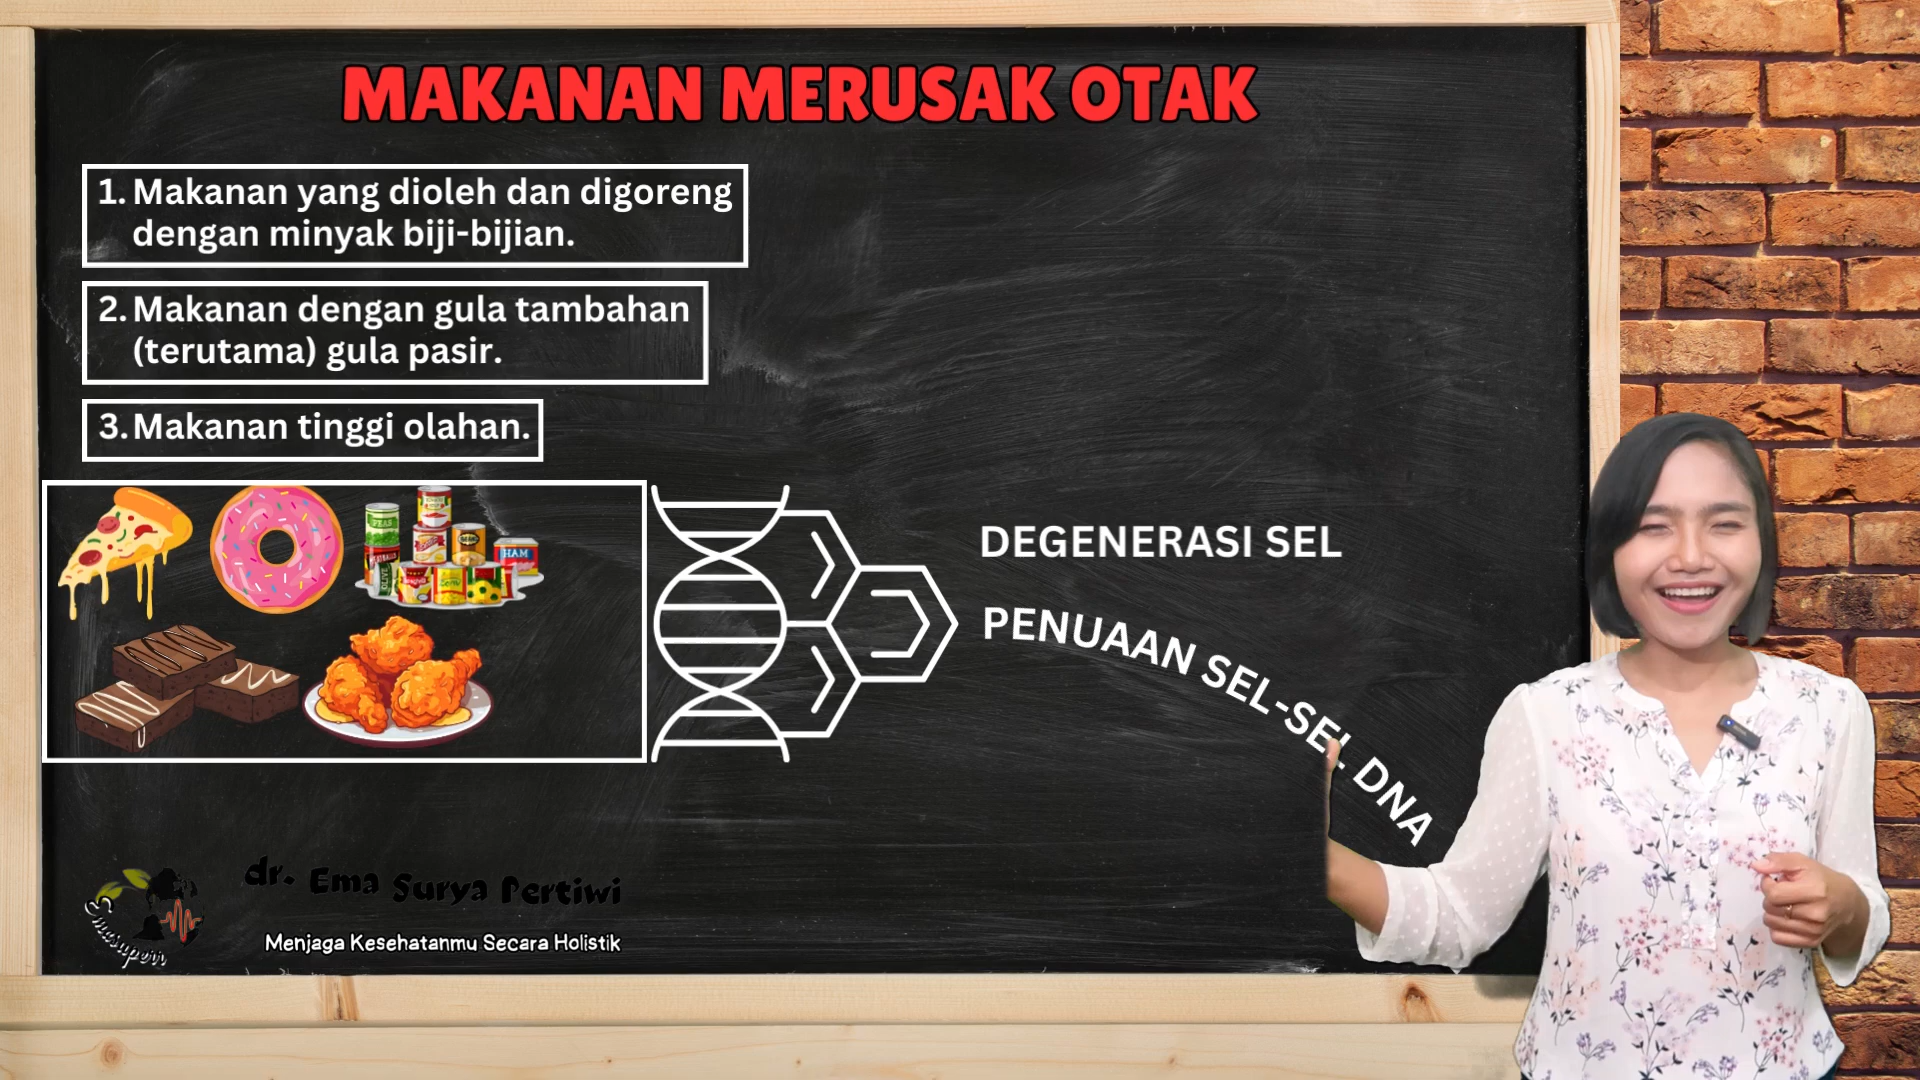 MAKANAN MERUSAK OTAK
1. Makanan yang dioleh dan digoreng
dengan minyak biji-bijian.
2. Makanan dengan gula tambahan
(terutama) gula pasir.
3. Makanan tinggi olahan.
PEAS
HAM
DEGENERASI SEL
PENUAAN SEL-SEL DNA
dr. Ema Surya Pertiwi
Menjaga Kesehatanmu Secara Holistik
Emasuperr